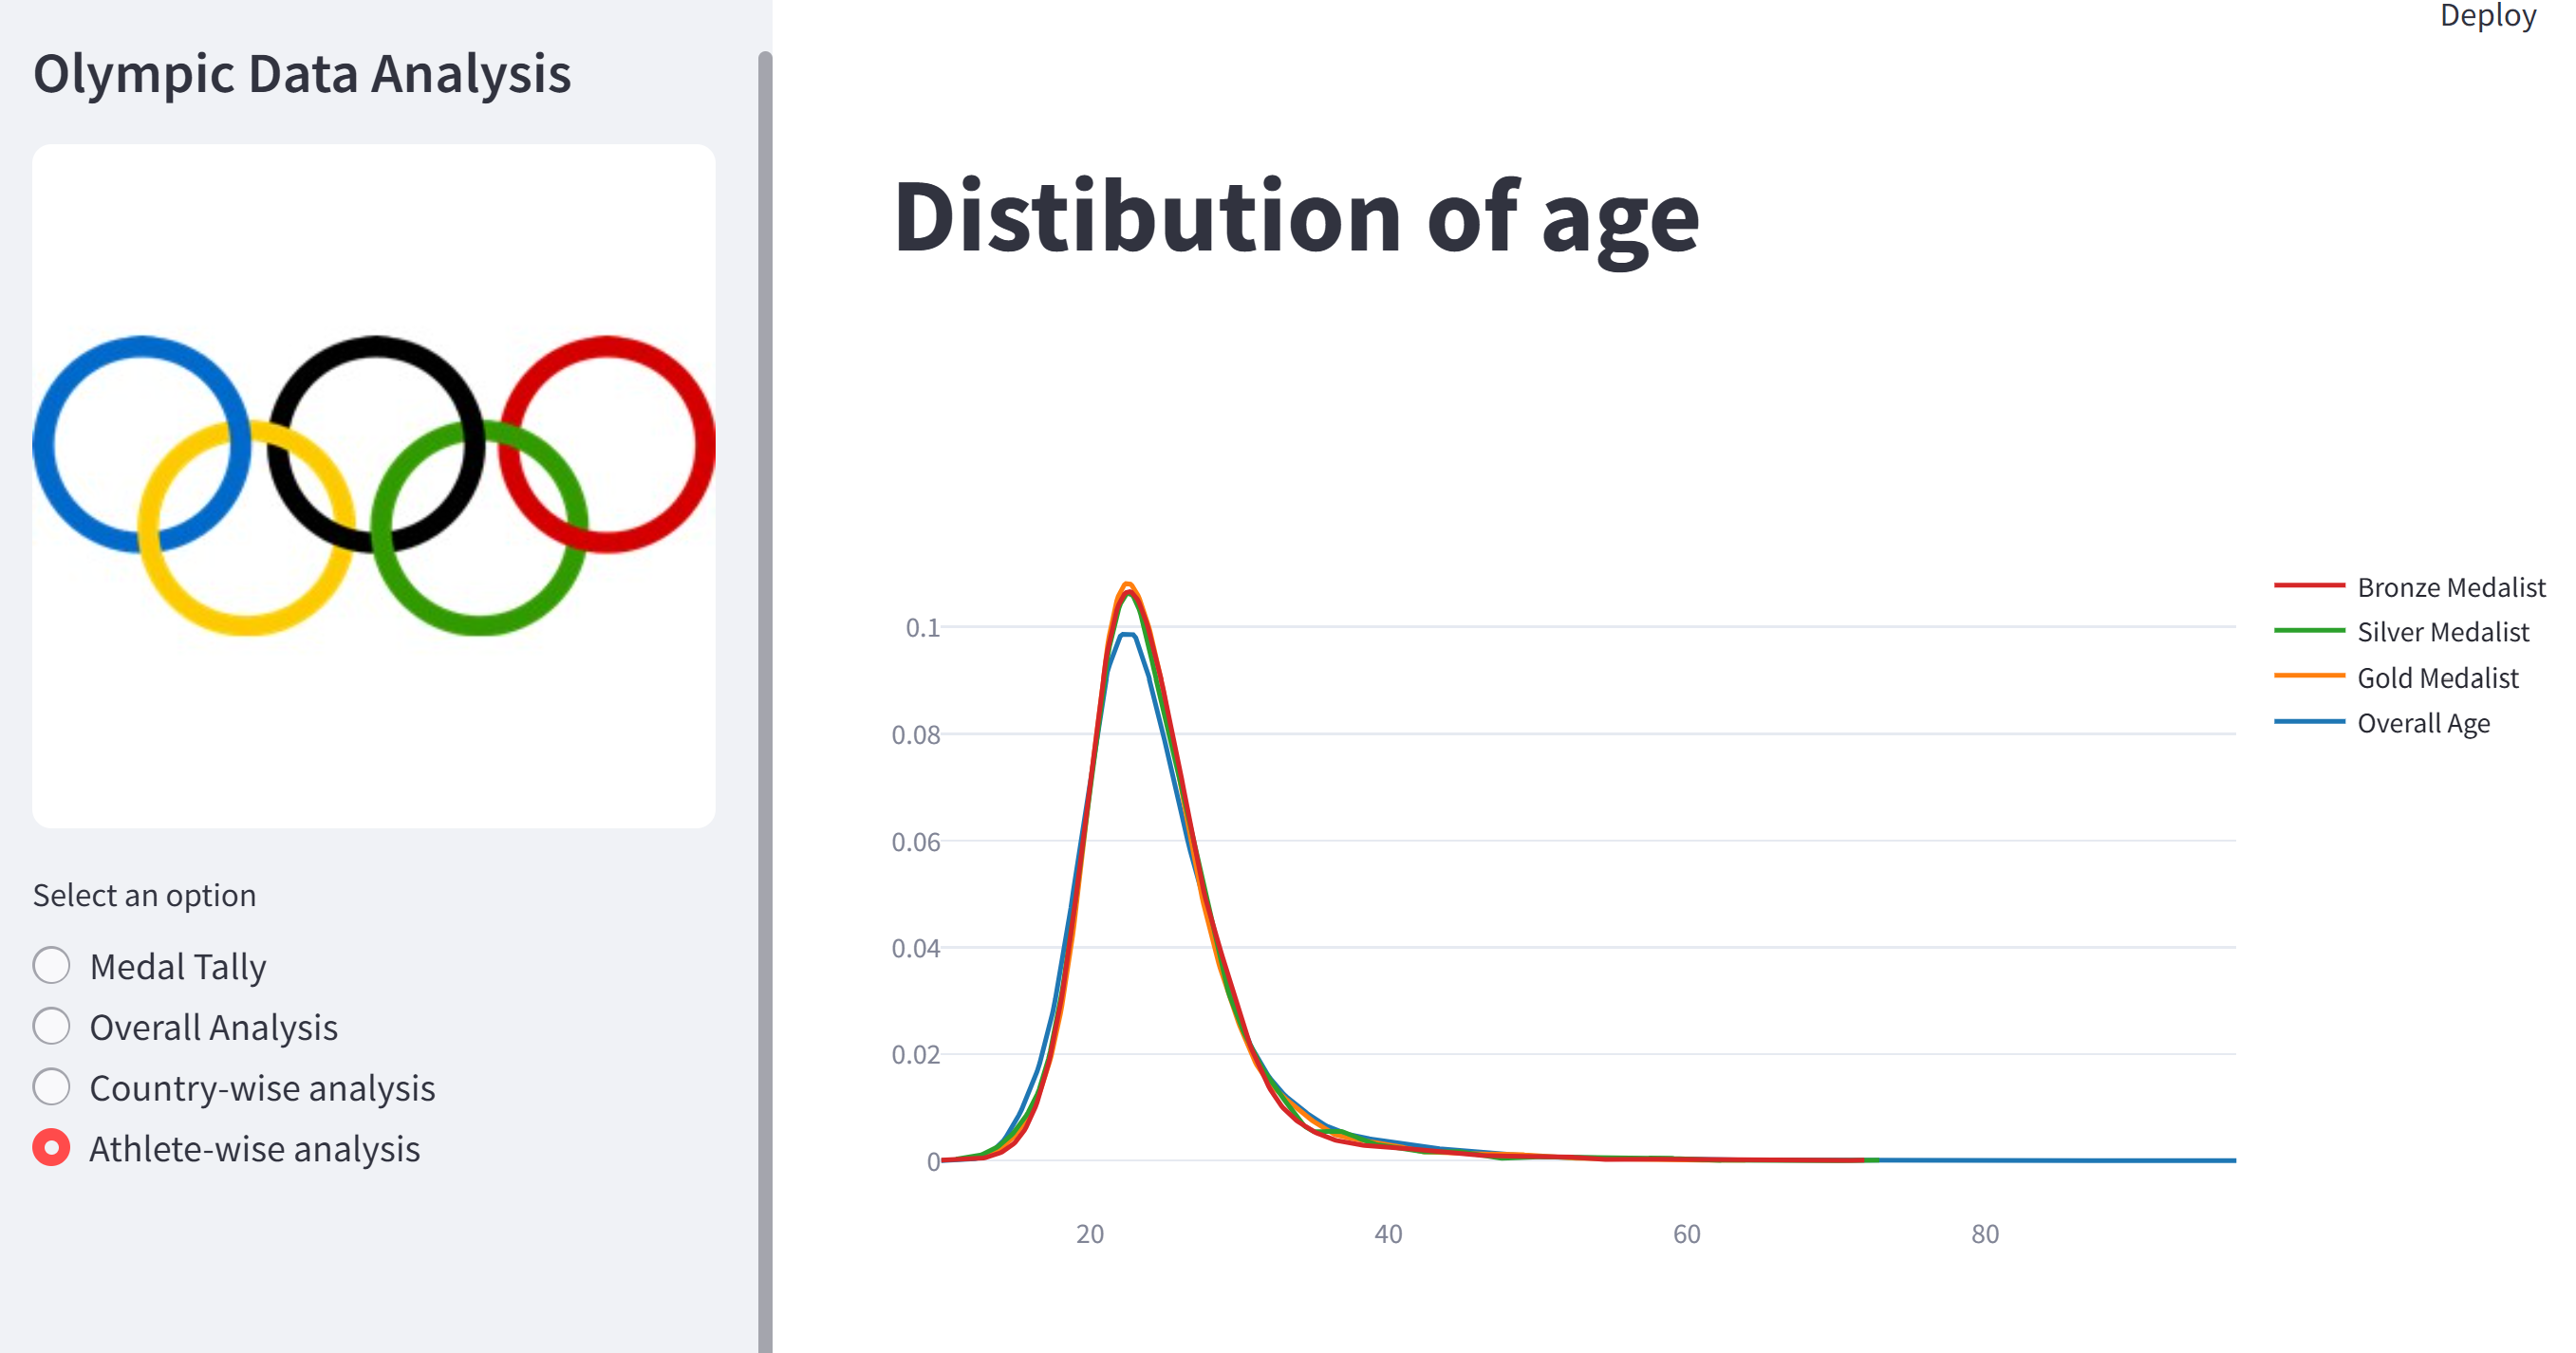 Deploy
Olympic Data Analysis
Select an option
Medal Tally
Overall Analysis
Country-wise analysis
Athlete-wise analysis
Distibution of age
0.1
0.08
0.06
0.04
0.02
0
20 40 60 80
Bronze Medalist
Silver Medalist
Gold Medalist
Overall Age